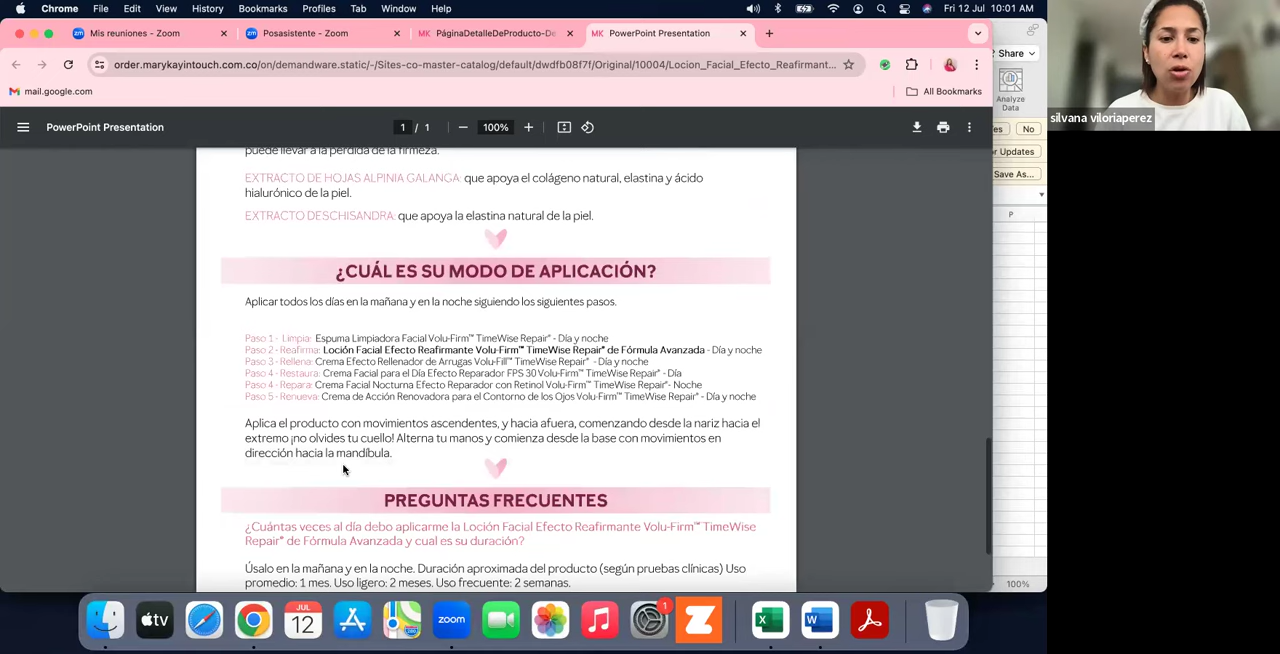 Chrome File Edit View History Bookmarks Profiles Tab Window Help Fri 12 Jul 10:01 AM
Mis reuniones - Zoom
Posasistente - Zoom
MK PáginaDetalleDeProducto-De
MK PowerPoint Presentation
order.marykayintouch.com.co/on/demandware.static/-/Sites-co-master-catalog/default/dwdfb08f7f/Original/10004/Locion_Facial_Efecto_Reafirmant...
mail.google.com
All Bookmarks
PowerPoint Presentation
1 / 1
100%
puede llevar a la pérdida de la firmeza.
EXTRACTO DE HOJAS ALPINIA GALANGA: que apoya el colágeno natural, elastina y ácido
hialurónico de la piel.
EXTRACTO DESCHISANDRA: que apoya la elastina natural de la piel.
¿CUÁL ES SU MODO DE APLICACIÓN?
Aplicar todos los días en la mañana y en la noche siguiendo los siguientes pasos.
Paso 1 - Limpia: Espuma Limpiadora Facial Volu-Firm™ TimeWise Repair® - Día y noche
Paso 2 - Reafirma: Loción Facial Efecto Reafirmante Volu-Firm™ TimeWise Repair® de Fórmula Avanzada - Día y noche
Paso 3 - Rellena: Crema Efecto Rellenador de Arrugas Volu-Fill™ TimeWise Repair® - Día y noche
Paso 4 - Restaura: Crema Facial para el Día Efecto Reparador FPS 30 Volu-Firm™ TimeWise Repair® - Día
Paso 4 - Repara: Crema Facial Nocturna Efecto Reparador con Retinol Volu-Firm™ TimeWise Repair®- Noche
Paso 5 - Renueva: Crema de Acción Renovadora para el Contorno de los Ojos Volu-Firm™ TimeWise Repair® - Día y noche
Aplica el producto con movimientos ascendentes, y hacia afuera, comenzando desde la nariz hacia el
extremo ¡no olvides tu cuello! Alterna tu manos y comienza desde la base con movimientos en
dirección hacia la mandíbula.
PREGUNTAS FRECUENTES
¿Cuántas veces al día debo aplicarme la Loción Facial Efecto Reafirmante Volu-Firm™ TimeWise
Repair® de Fórmula Avanzada y cual es su duración?
Úsalo en la mañana y en la noche. Duración aproximada del producto (según pruebas clínicas) Uso
promedio: 1 mes. Uso ligero: 2 meses. Uso frecuente: 2 semanas.
Share
Analyze
Data
No
Updates
Save As...
P
100%
silvana viloriaperez
tv
JUL
12
zoom
1